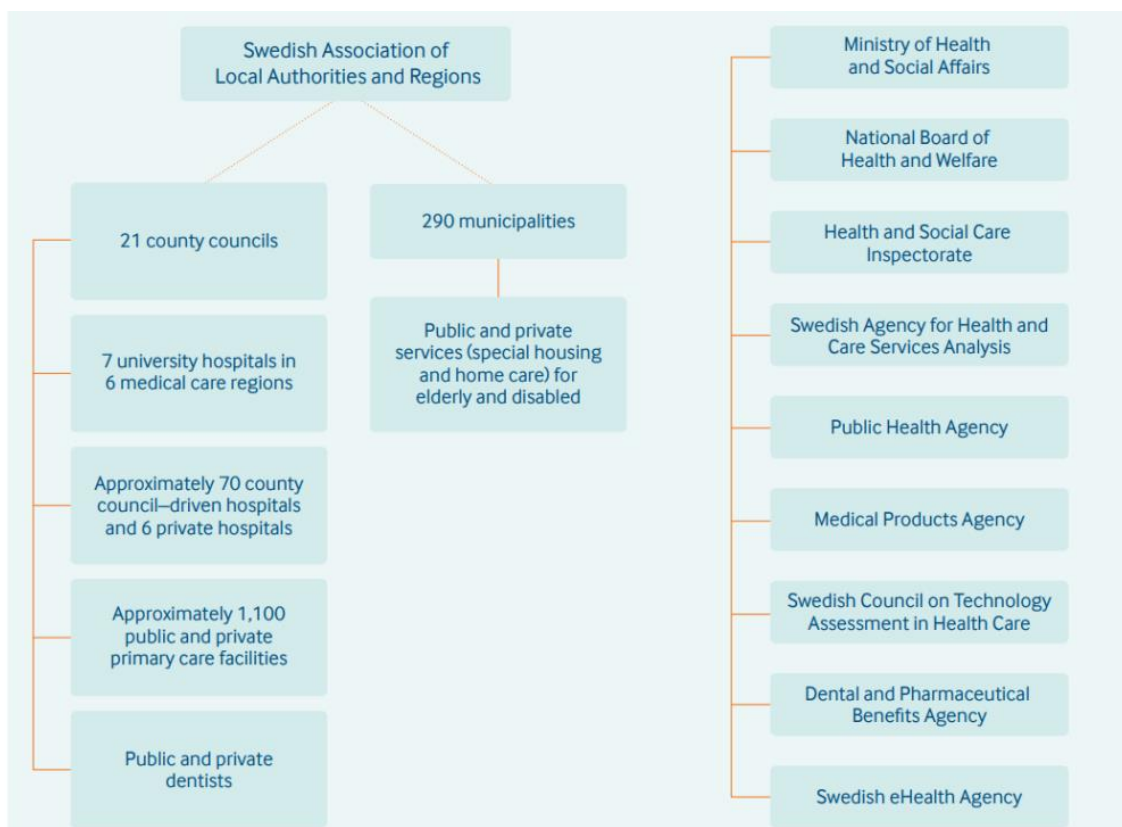 Swedish Association of
Local Authorities and Regions
21 county councils
290 municipalities
7 university hospitals in
6 medical care regions
Public and private
services (special housing
and home care) for
elderly and disabled
Approximately 70 county
council–driven hospitals
and 6 private hospitals
Approximately 1,100
public and private
primary care facilities
Public and private
dentists
Ministry of Health
and Social Affairs
National Board of
Health and Welfare
Health and Social Care
Inspectorate
Swedish Agency for Health and
Care Services Analysis
Public Health Agency
Medical Products Agency
Swedish Council on Technology
Assessment in Health Care
Dental and Pharmaceutical
Benefits Agency
Swedish eHealth Agency